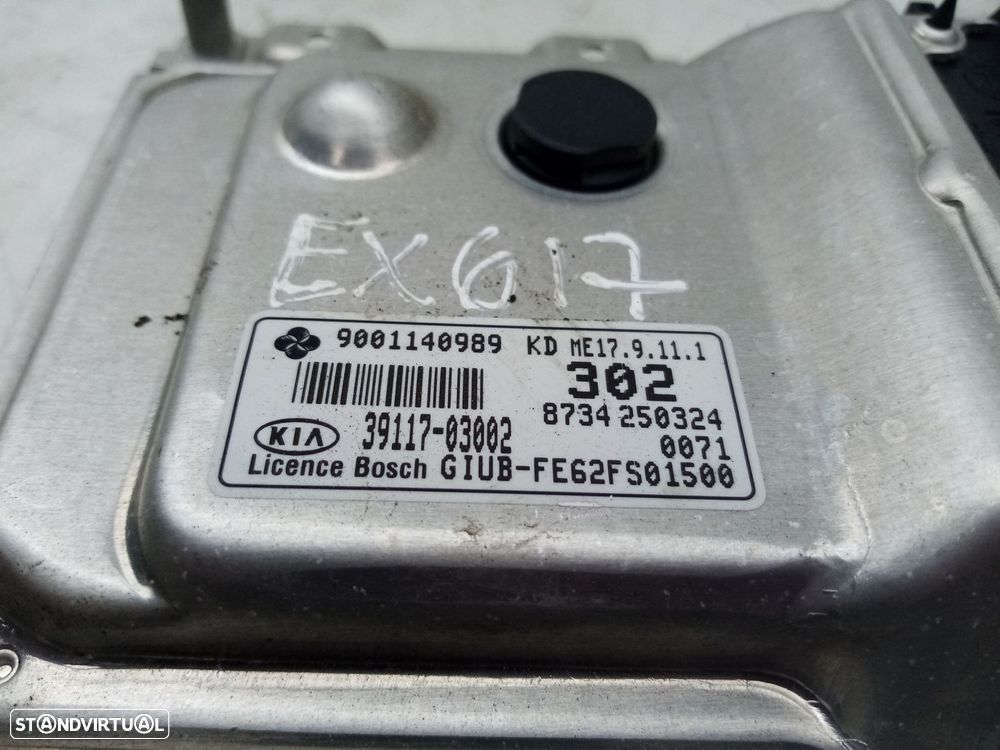 EX617
9001140989 KD ME17.9.11.1
302
8734 250324
39117-03002
0071
KIA
Licence Bosch GIUB-FE62FS01500
STANDVIRTUAL